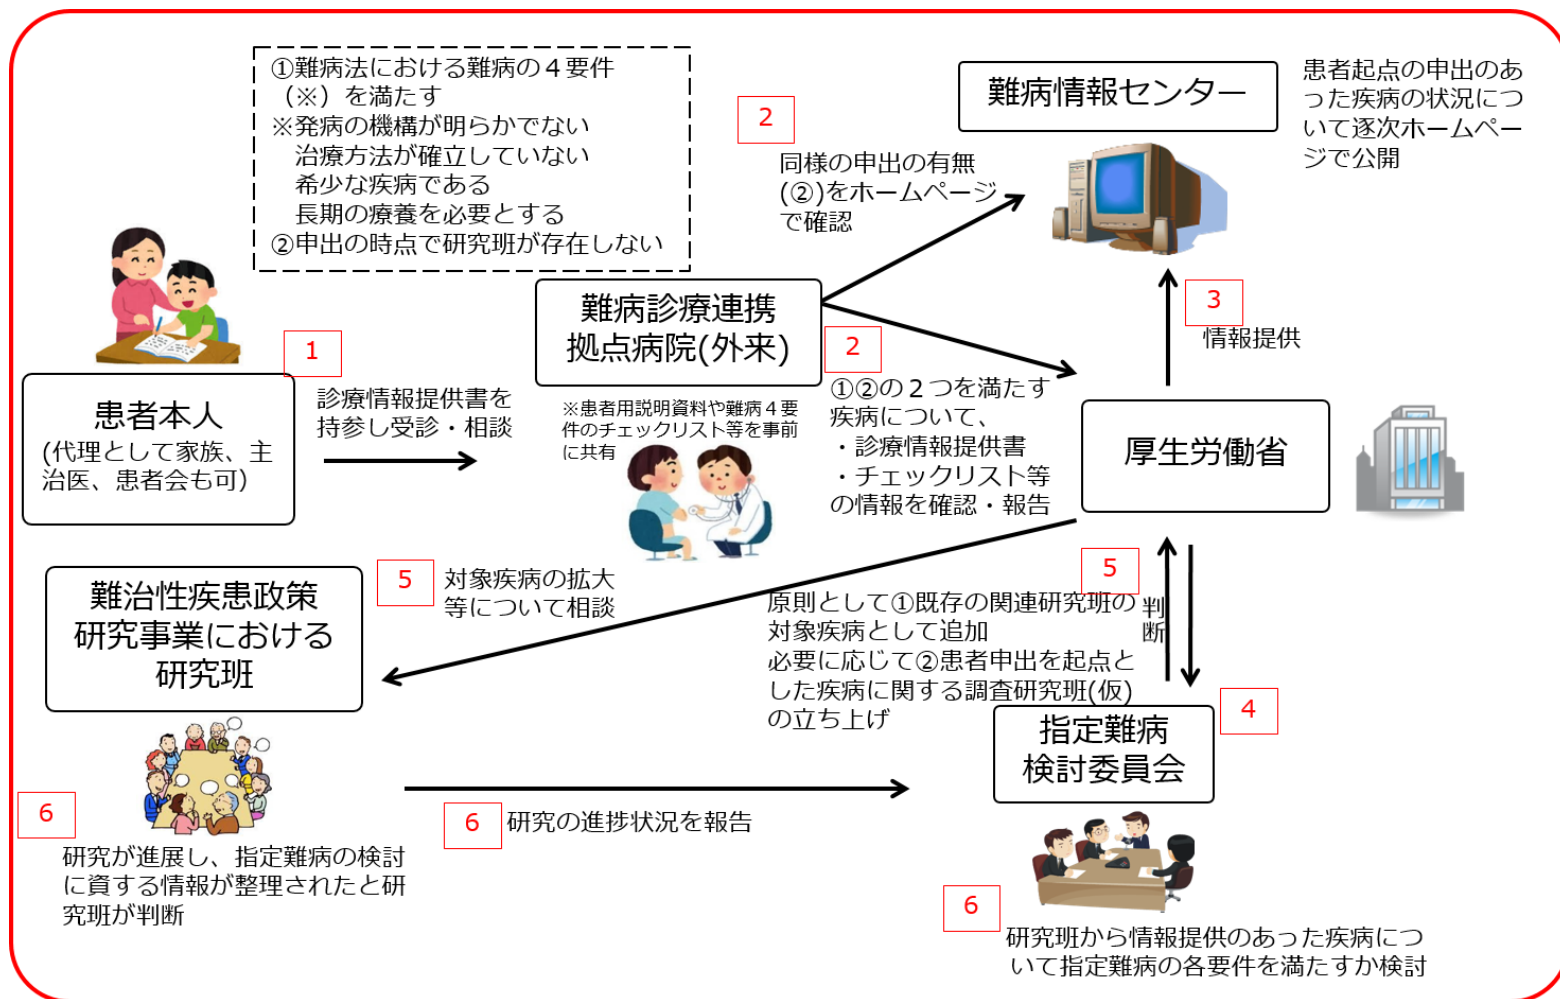 ①難病法における難病の４要件
（※）を満たす
※発病の機構が明らかでない
治療方法が確立していない
希少な疾病である
長期の療養を必要とする
②申出の時点で研究班が存在しない
2
同様の申出の有無
(②)をホームページ
で確認
難病情報センター
患者起点の申出のあ
った疾病の状況につ
いて逐次ホームペー
ジで公開
3
情報提供
1
診療情報提供書を
持参し受診・相談
患者本人
(代理として家族、主
治医、患者会も可)
難病診療連携
拠点病院(外来)
※患者用説明資料や難病４要
件のチェックリスト等を事前
に共有
2
①②の２つを満たす
疾病について、
・診療情報提供書
・チェックリスト等
の情報を確認・報告
厚生労働省
難治性疾患政策
研究事業における
研究班
5
対象疾病の拡大
等について相談
5
判断
原則として①既存の関連研究班の
対象疾病として追加
必要に応じて②患者申出を起点と
した疾病に関する調査研究班(仮)
の立ち上げ
4
指定難病
検討委員会
6
研究が進展し、指定難病の検討
に資する情報が整理されたと研
究班が判断
6
研究の進捗状況を報告
6
研究班から情報提供のあった疾病につ
いて指定難病の各要件を満たすか検討